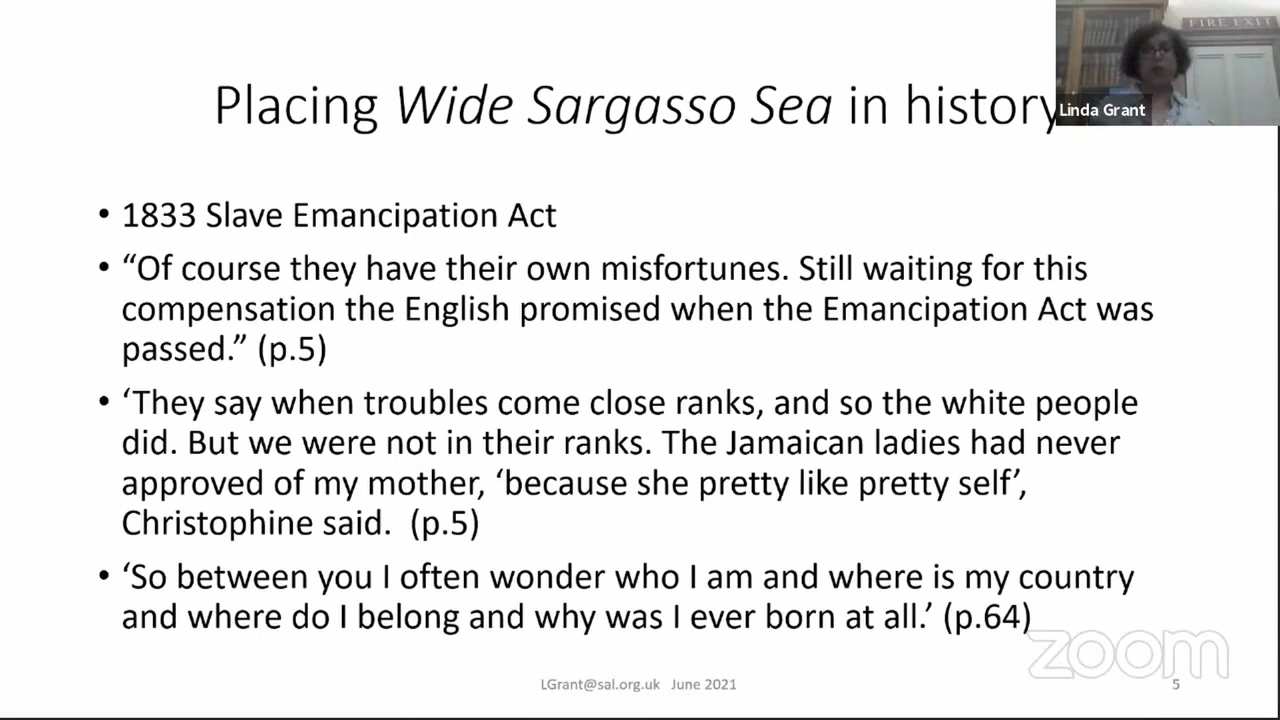 FIRE EXIT
Linda Grant
Placing Wide Sargasso Sea in history
• 1833 Slave Emancipation Act
• “Of course they have their own misfortunes. Still waiting for this
compensation the English promised when the Emancipation Act was
passed.” (p.5)
• ‘They say when troubles come close ranks, and so the white people
did. But we were not in their ranks. The Jamaican ladies had never
approved of my mother, ‘because she pretty like pretty self’,
Christophine said. (p.5)
• ‘So between you I often wonder who I am and where is my country
and where do I belong and why was I ever born at all.’ (p.64)
zoom
LGrant@sal.org.uk June 2021
5